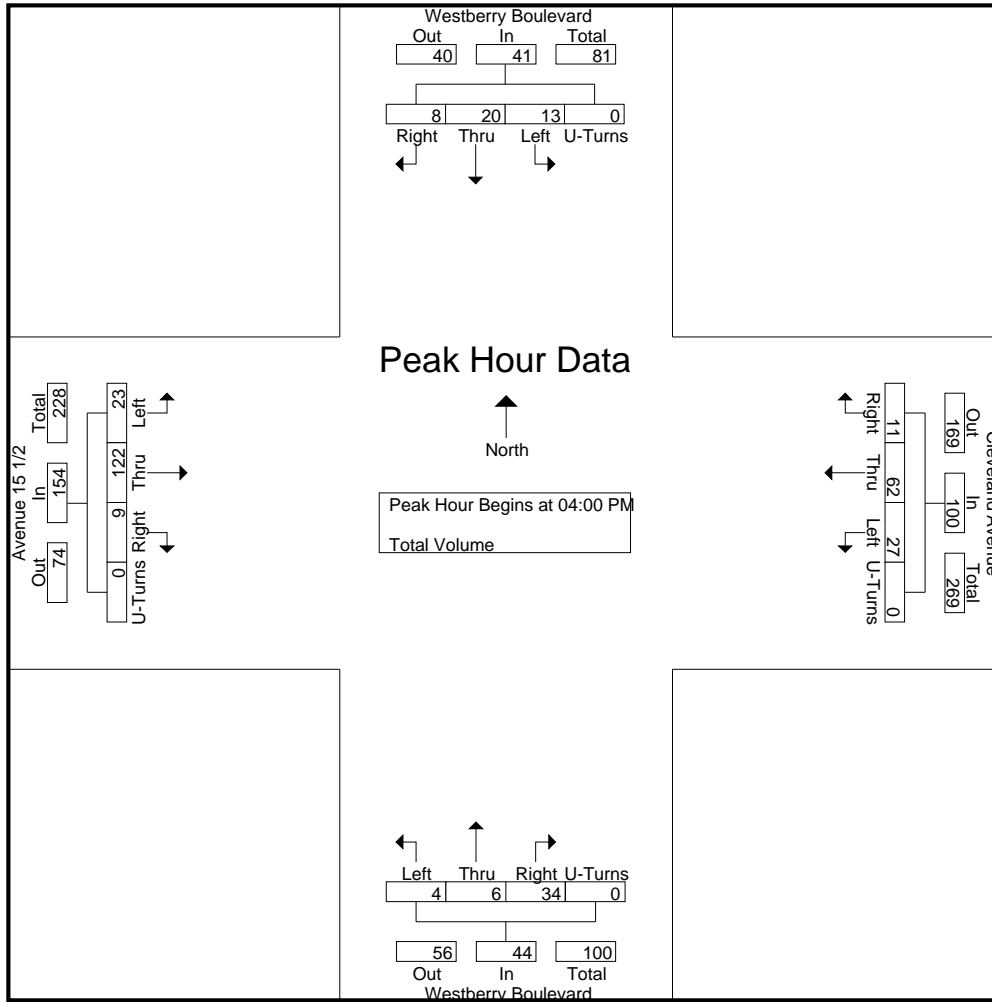 Westberry Boulevard
Out In Total
40 41 81
8 20 13 0
Right Thru Left U-Turns
Peak Hour Data
North
Peak Hour Begins at 04:00 PM
Total Volume
Avenue 15 1/2
Out In Total
74 154 228
0 9 122 23
U-Turns Right Thru Left
Cleveland Avenue
Out In Total
169 100 269
11 62 27 0
Right Thru Left U-Turns
Left Thru Right U-Turns
4 6 34 0
56 44 100
Out In Total
Westberry Boulevard